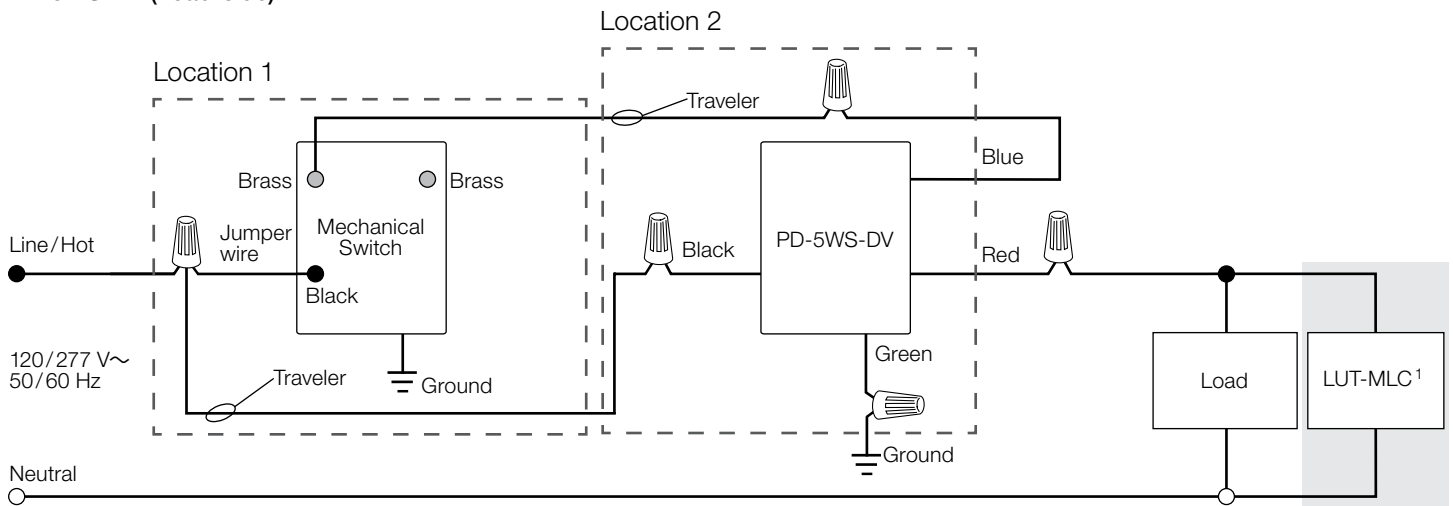 Location 2
Location 1
Traveler
Blue
Brass
Brass
Line/Hot
Jumper
wire
Mechanical
Switch
Black
PD-5WS-DV
Red
Black
120/277 V~
50/60 Hz
Traveler
Ground
Green
Load
LUT-MLC1
Ground
Neutral